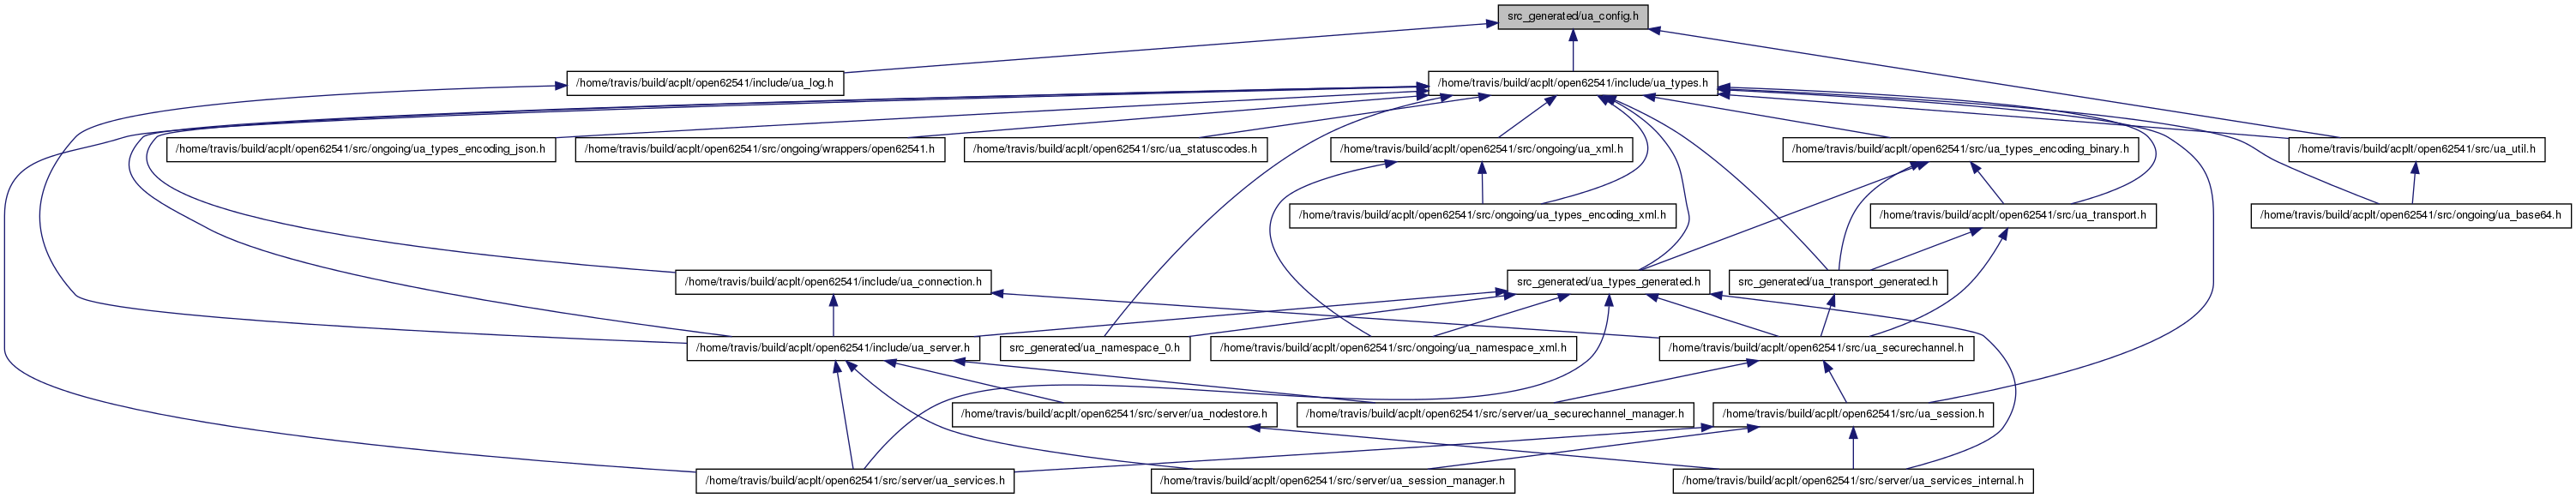 src_generated/ua_config.h
/home/travis/build/acplt/open62541/include/ua_log.h
/home/travis/build/acplt/open62541/include/ua_types.h
/home/travis/build/acplt/open62541/src/ongoing/ua_types_encoding_json.h
/home/travis/build/acplt/open62541/src/ongoing/wrappers/open62541.h
/home/travis/build/acplt/open62541/src/ua_statuscodes.h
/home/travis/build/acplt/open62541/src/ongoing/ua_xml.h
/home/travis/build/acplt/open62541/src/ua_types_encoding_binary.h
/home/travis/build/acplt/open62541/src/ua_util.h
/home/travis/build/acplt/open62541/src/ongoing/ua_types_encoding_xml.h
/home/travis/build/acplt/open62541/src/ua_transport.h
/home/travis/build/acplt/open62541/src/ongoing/ua_base64.h
/home/travis/build/acplt/open62541/include/ua_connection.h
src_generated/ua_types_generated.h
src_generated/ua_transport_generated.h
/home/travis/build/acplt/open62541/include/ua_server.h
src_generated/ua_namespace_0.h
/home/travis/build/acplt/open62541/src/ongoing/ua_namespace_xml.h
/home/travis/build/acplt/open62541/src/ua_securechannel.h
/home/travis/build/acplt/open62541/src/server/ua_nodestore.h
/home/travis/build/acplt/open62541/src/server/ua_securechannel_manager.h
/home/travis/build/acplt/open62541/src/ua_session.h
/home/travis/build/acplt/open62541/src/server/ua_services.h
/home/travis/build/acplt/open62541/src/server/ua_session_manager.h
/home/travis/build/acplt/open62541/src/server/ua_services_internal.h